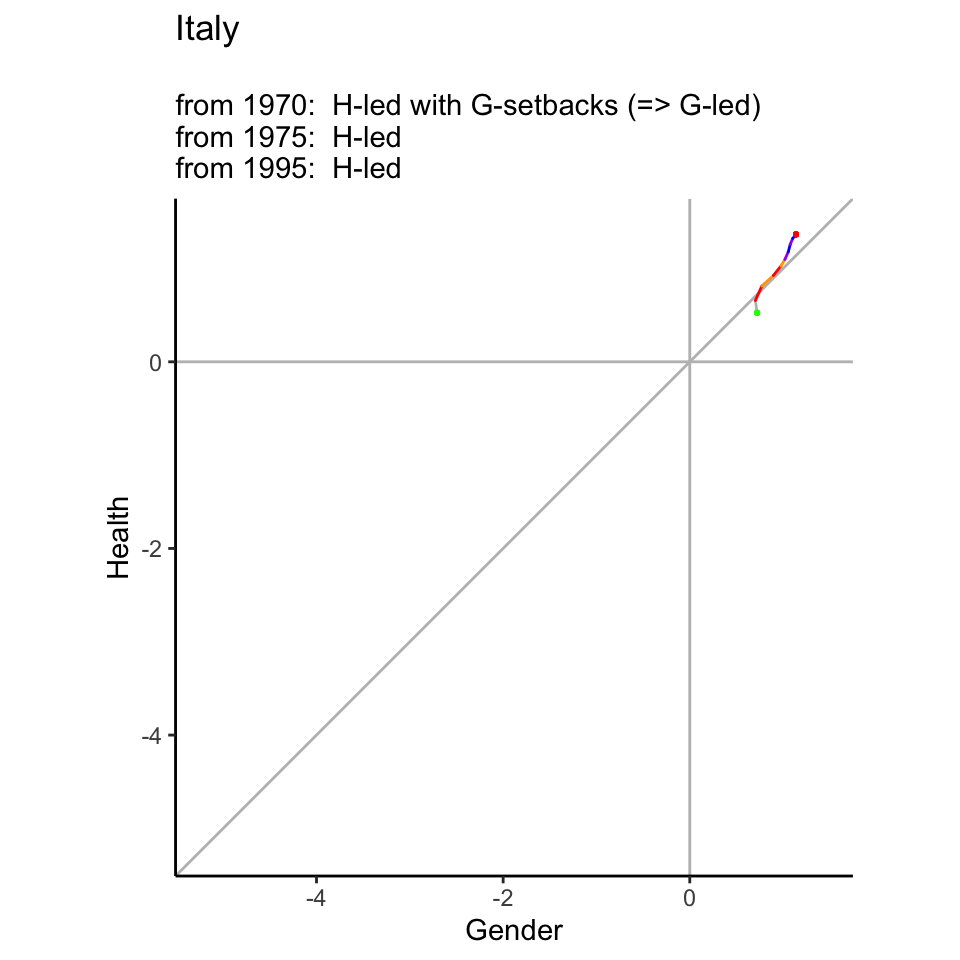 Italy
from 1970:  H-led with G-setbacks (=> G-led)
from 1975:  H-led
from 1995:  H-led
0
-2
-4
Health
-4
-2
0
Gender